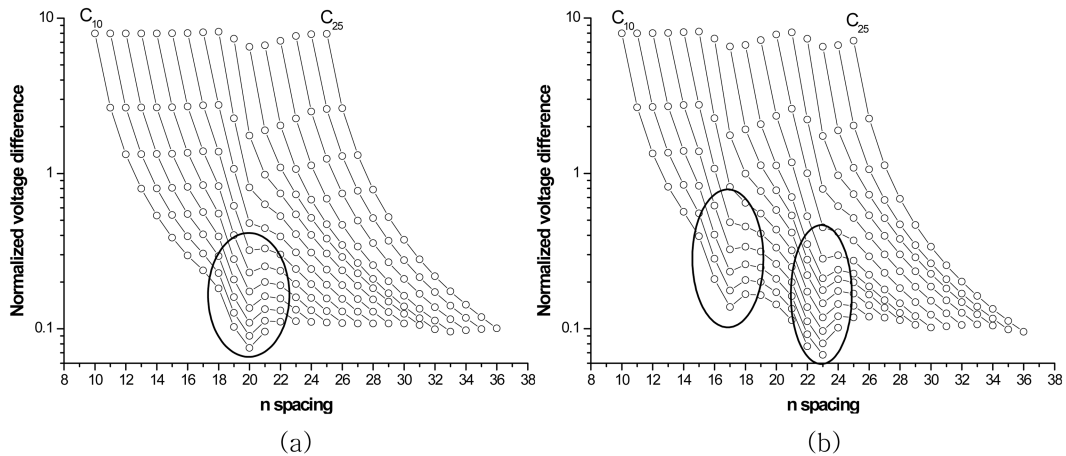 C10 C25
10
1
0.1
Normalized voltage difference
8 10 12 14 16 18 20 22 24 26 28 30 32 34 36 38
n spacing
(a)
C10 C25
10
1
0.1
Normalized voltage difference
8 10 12 14 16 18 20 22 24 26 28 30 32 34 36 38
n spacing
(b)